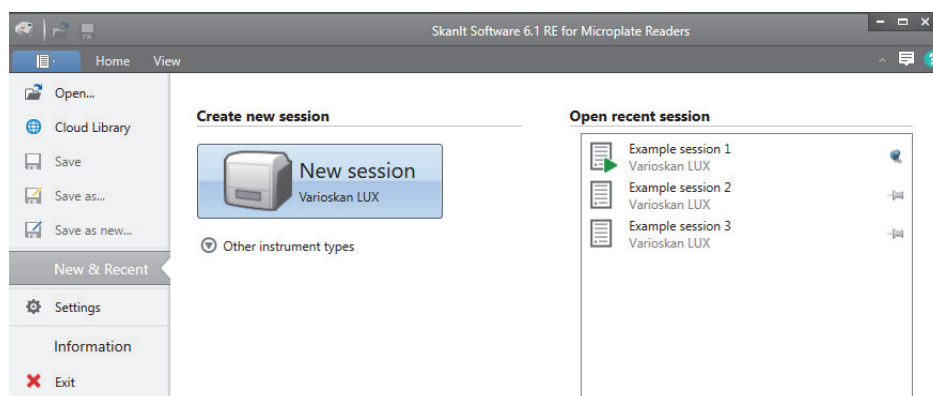 SkanIt Software 6.1 RE for Microplate Readers
Home View
Open...
Cloud Library
Save
Save as...
Save as new...
New & Recent
Settings
Information
Exit
Create new session
New session
Varioskan LUX
Other instrument types
Open recent session
Example session 1
Varioskan LUX
Example session 2
Varioskan LUX
Example session 3
Varioskan LUX